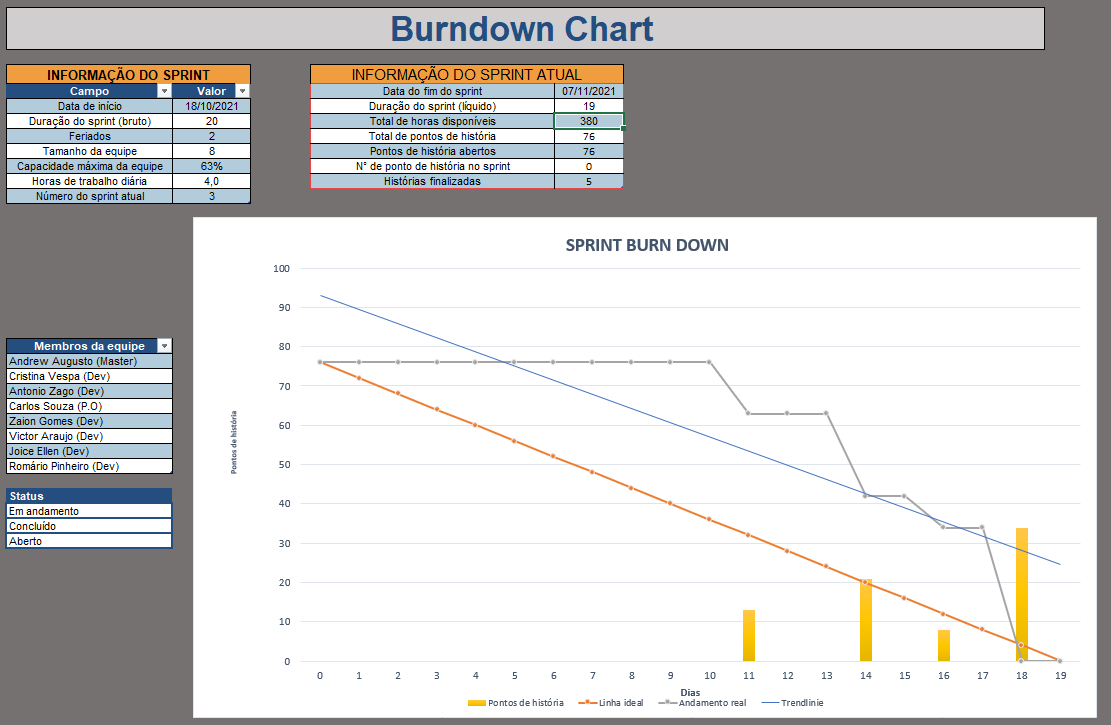 Burndown Chart
INFORMAÇÃO DO SPRINT
Campo Valor
Data de início 18/10/2021
Duração do sprint (bruto) 20
Feriados 2
Tamanho da equipe 8
Capacidade máxima da equipe 63%
Horas de trabalho diária 4,0
Número do sprint atual 3
INFORMAÇÃO DO SPRINT ATUAL
Data do fim do sprint 07/11/2021
Duração do sprint (líquido) 19
Total de horas disponíveis 380
Total de pontos de história 76
Pontos de história abertos 76
N° de ponto de história no sprint 0
Histórias finalizadas 5
Membros da equipe
Andrew Augusto (Master)
Cristina Vespa (Dev)
Antonio Zago (Dev)
Carlos Souza (P.O)
Zaion Gomes (Dev)
Victor Araujo (Dev)
Joice Ellen (Dev)
Romário Pinheiro (Dev)
Status
Em andamento
Concluído
Aberto
SPRINT BURN DOWN
100
90
80
70
60
50
40
30
20
10
0
Pontos de história
0 1 2 3 4 5 6 7 8 9 10 11 12 13 14 15 16 17 18 19
Dias
Pontos de história Linha ideal Andamento real Trendlinie